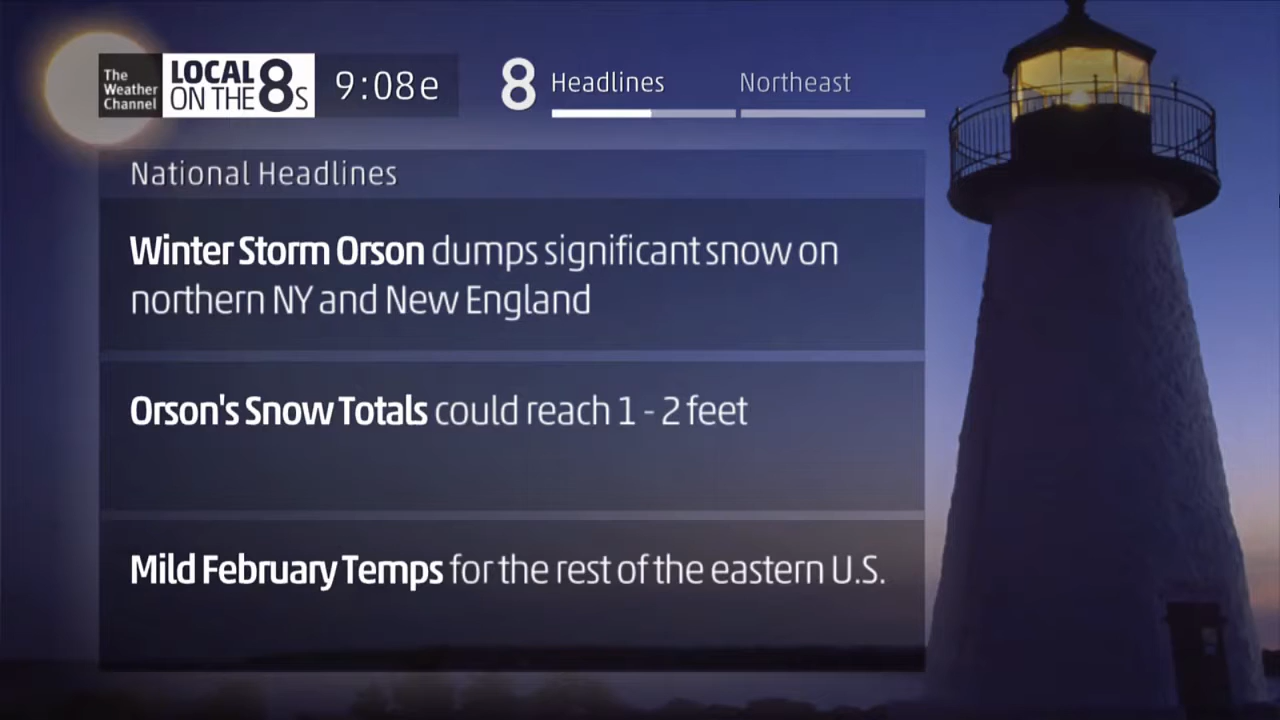 The
Weather
Channel
LOCAL
ON THE 8s
9:08e
8 Headlines Northeast
National Headlines
Winter Storm Orson dumps significant snow on
northern NY and New England
Orson's Snow Totals could reach 1 - 2 feet
Mild February Temps for the rest of the eastern U.S.